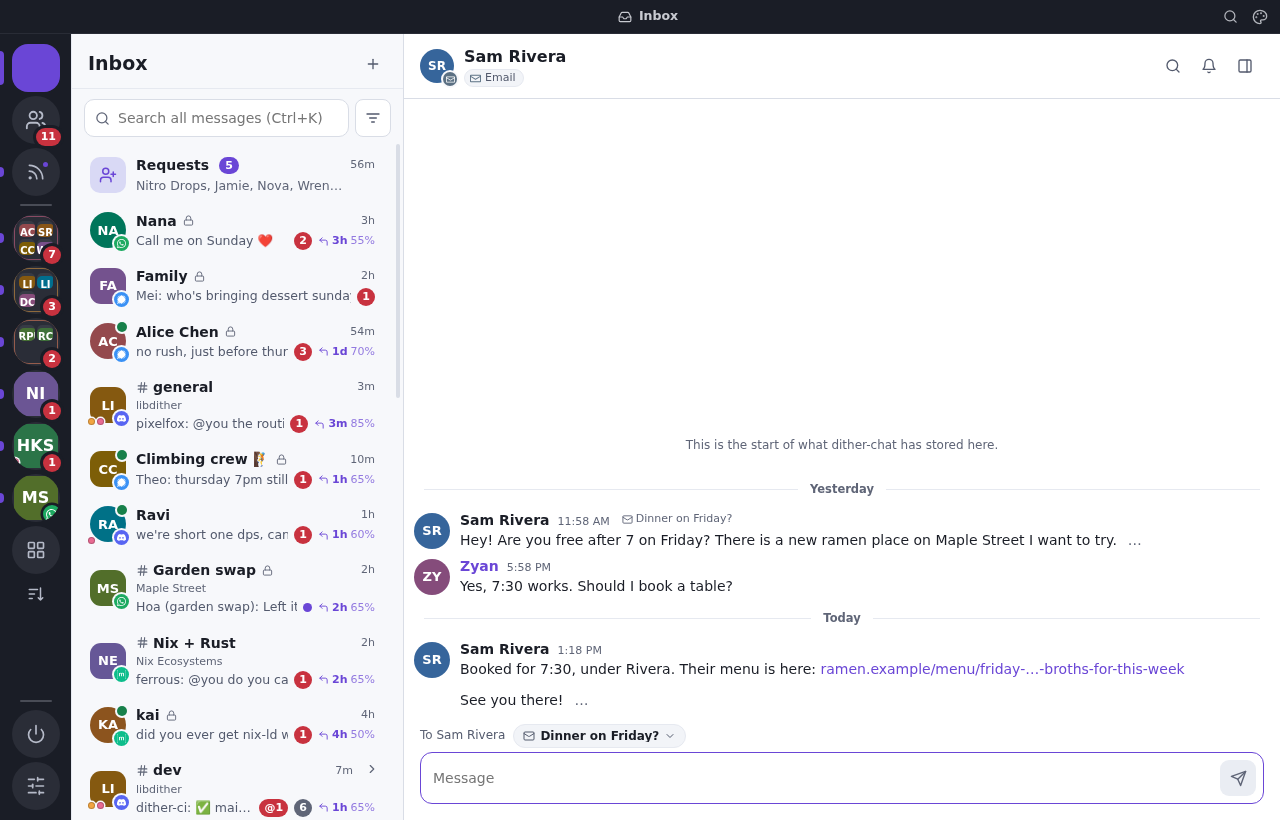 Inbox
11
AC
SR
CC
7
LI
LI
DC
3
RP
RC
2
NI
1
HKS
1
MS
Inbox
Search all messages (Ctrl+K)
Requests 5 56m
Nitro Drops, Jamie, Nova, Wren…
NA
Nana 3h
Call me on Sunday ❤️ 2 3h 55%
FA
Family 2h
Mei: who's bringing dessert sunda 1
AC
Alice Chen 54m
no rush, just before thur 3 1d 70%
LI
# general 3m
libdither
pixelfox: @you the routi 1 3m 85%
CC
Climbing crew 🧗 10m
Theo: thursday 7pm still 1 1h 65%
RA
Ravi 1h
we're short one dps, can 1 1h 60%
MS
# Garden swap 2h
Maple Street
Hoa (garden swap): Left it 2h 65%
NE
# Nix + Rust 2h
Nix Ecosystems
ferrous: @you do you ca 1 2h 65%
KA
kai 4h
did you ever get nix-ld w 1 4h 50%
LI
# dev 7m
libdither
dither-ci: ✅ mai… @1 6 1h 65%
SR
Sam Rivera
Email
This is the start of what dither-chat has stored here.
Yesterday
SR
Sam Rivera 11:58 AM Dinner on Friday?
Hey! Are you free after 7 on Friday? There is a new ramen place on Maple Street I want to try. …
ZY
Zyan 5:58 PM
Yes, 7:30 works. Should I book a table?
Today
SR
Sam Rivera 1:18 PM
Booked for 7:30, under Rivera. Their menu is here: ramen.example/menu/friday-…-broths-for-this-week
See you there! …
To Sam Rivera Dinner on Friday?
Message